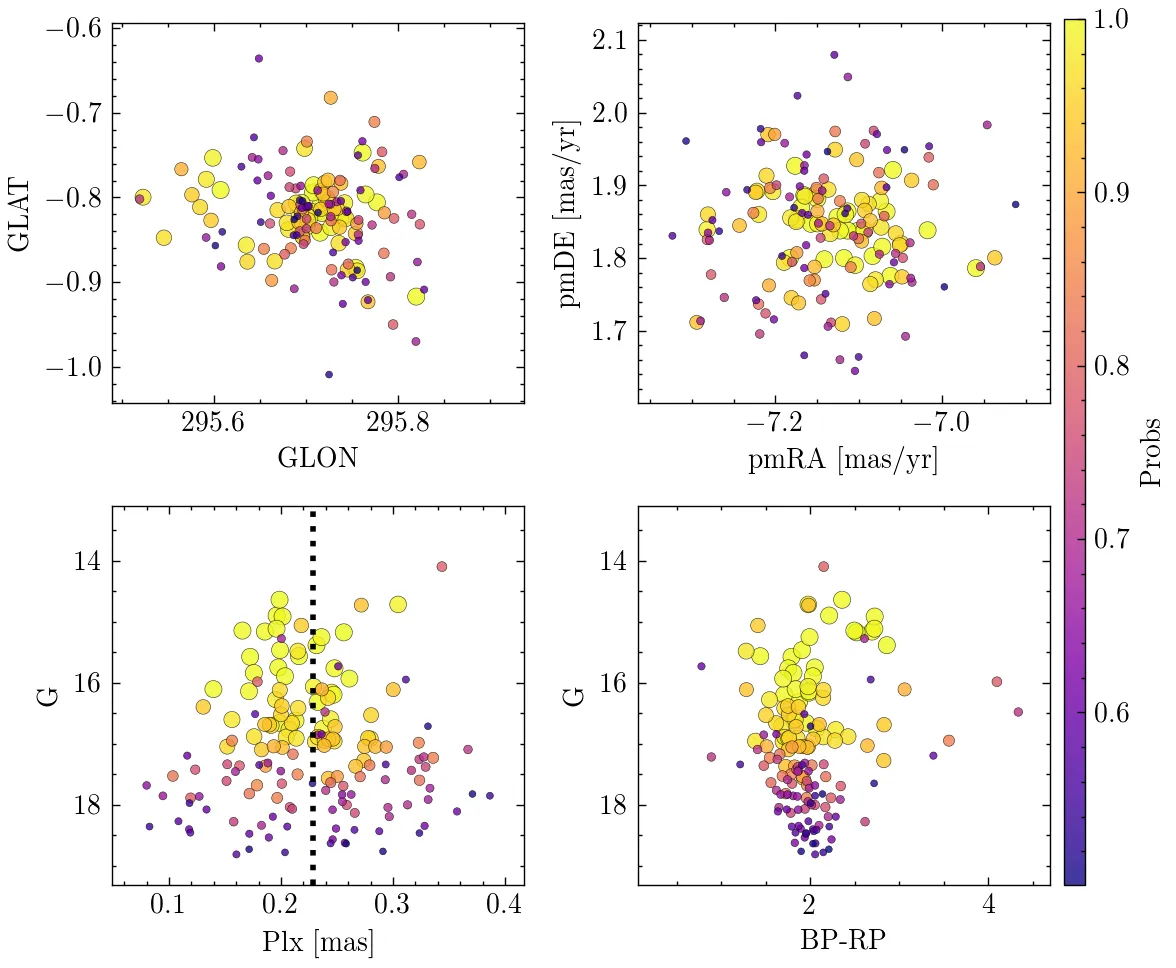 −0.6
−0.7
−0.8
−0.9
−1.0
GLAT
295.6 295.8
GLON
2.1
2.0
1.9
1.8
1.7
pmDE [mas/yr]
−7.2 −7.0
pmRA [mas/yr]
14
16
18
G
0.1 0.2 0.3 0.4
Plx [mas]
14
16
18
G
2 4
BP-RP
1.0
0.9
0.8
0.7
0.6
Probs